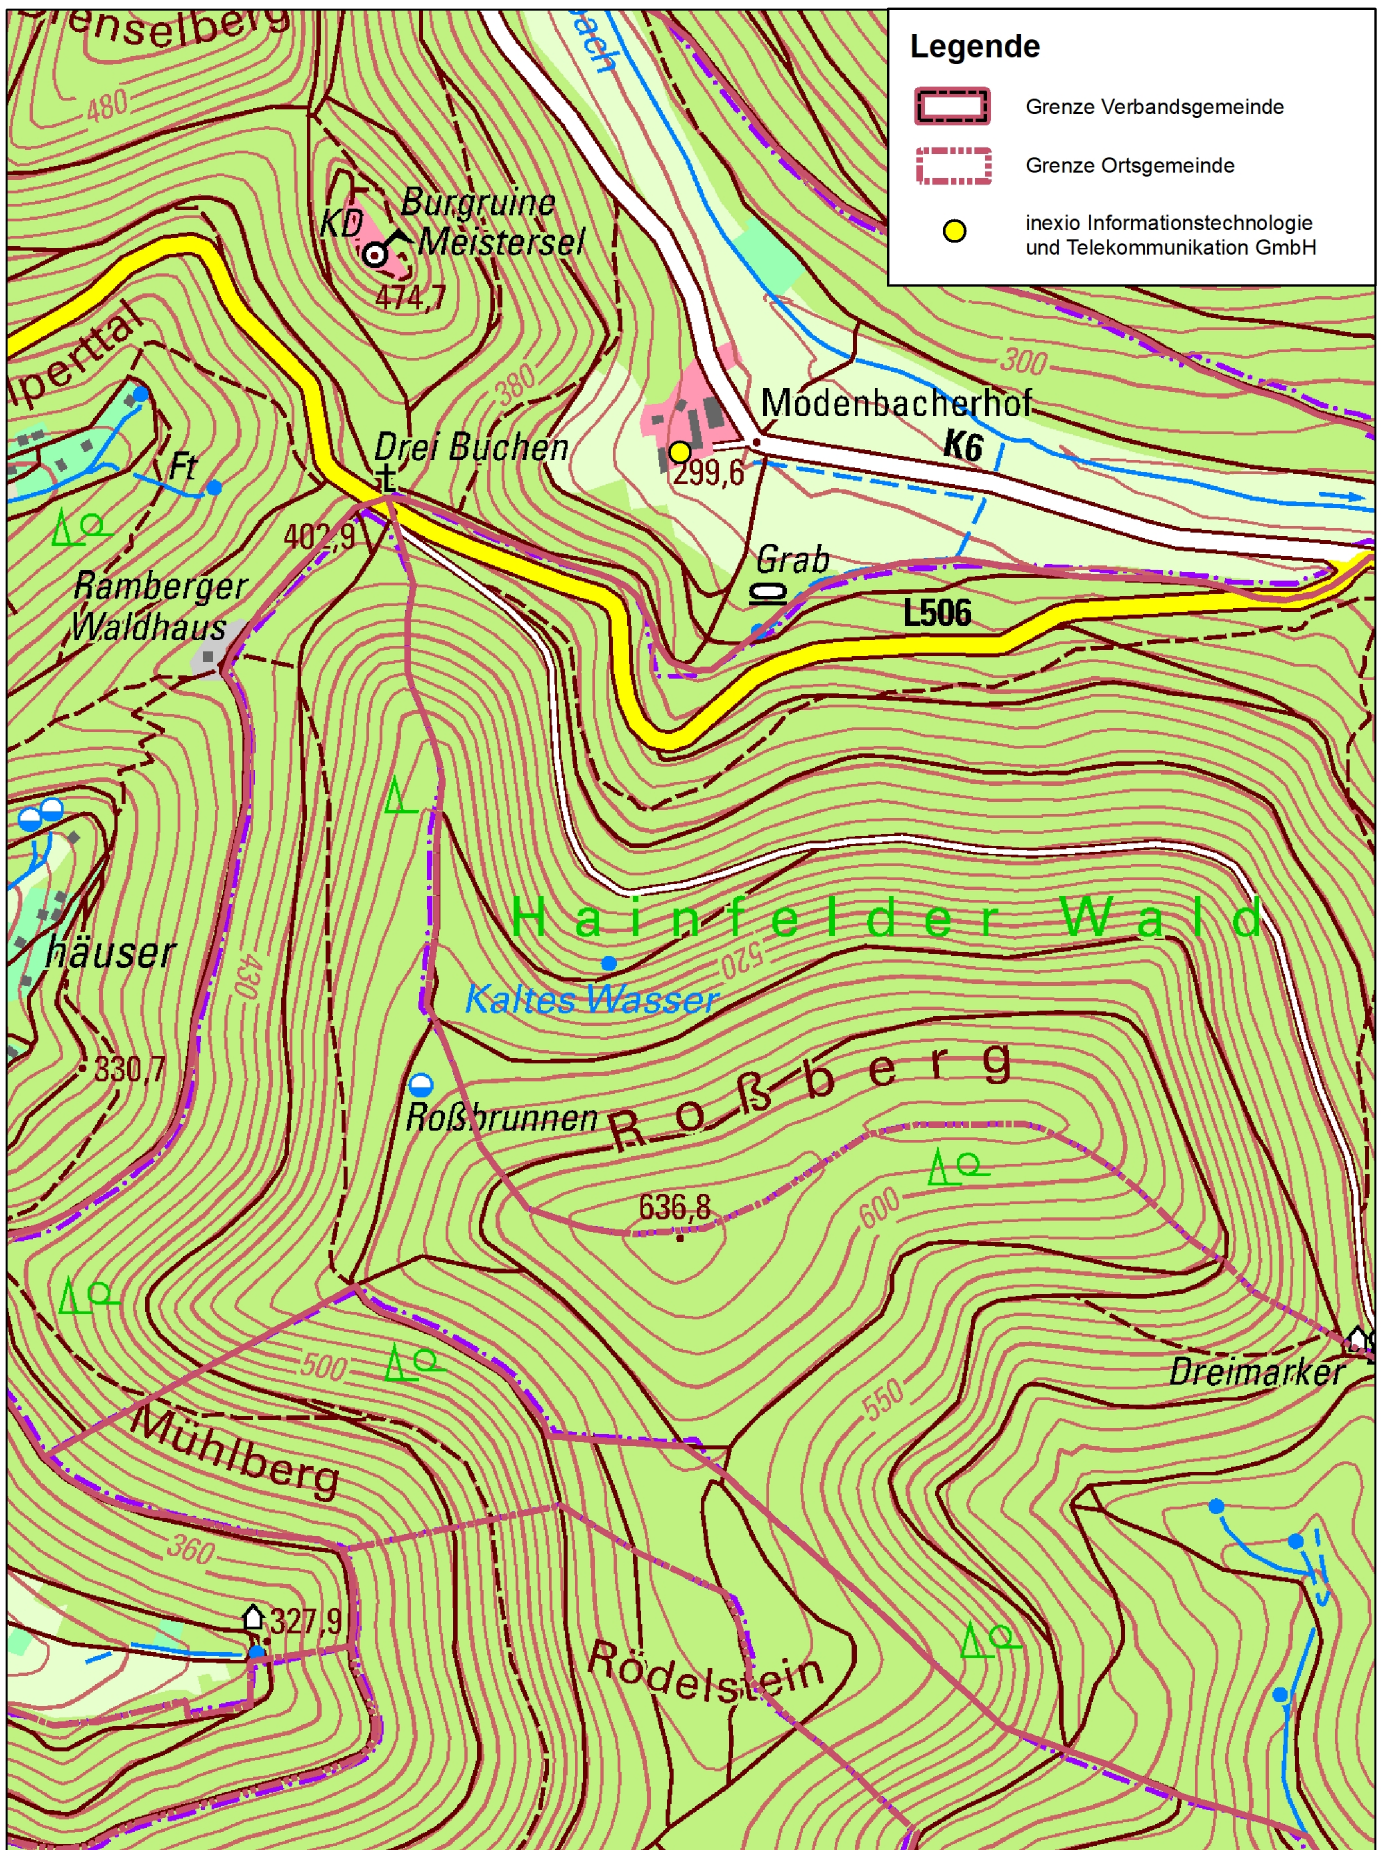 bach
Legende
Grenze Verbandsgemeinde
Grenze Ortsgemeinde
inexio Informationstechnologie
und Telekommunikation GmbH
480
KD
Burgruine
Meistersel
474,7
300
380
Modenbacherhof
K6
299,6
Drei Buchen
Ft
402,9
Grab
L506
Ramberger
Waldhaus
Hainfelder Wald
häuser
430
520
Kaltes Wasser
330,7
Roßberg
Roßbrunnen
636,8
600
Dreimarker
500
550
Mühlberg
360
327,9
Rödelstein